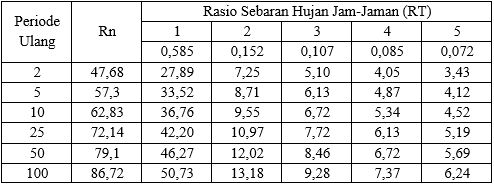 Periode Ulang Rn Rasio Sebaran Hujan Jam-Jaman (RT)
1 2 3 4 5
0,585 0,152 0,107 0,085 0,072
2 47,68 27,89 7,25 5,10 4,05 3,43
5 57,3 33,52 8,71 6,13 4,87 4,12
10 62,83 36,76 9,55 6,72 5,34 4,52
25 72,14 42,20 10,97 7,72 6,13 5,19
50 79,1 46,27 12,02 8,46 6,72 5,69
100 86,72 50,73 13,18 9,28 7,37 6,24